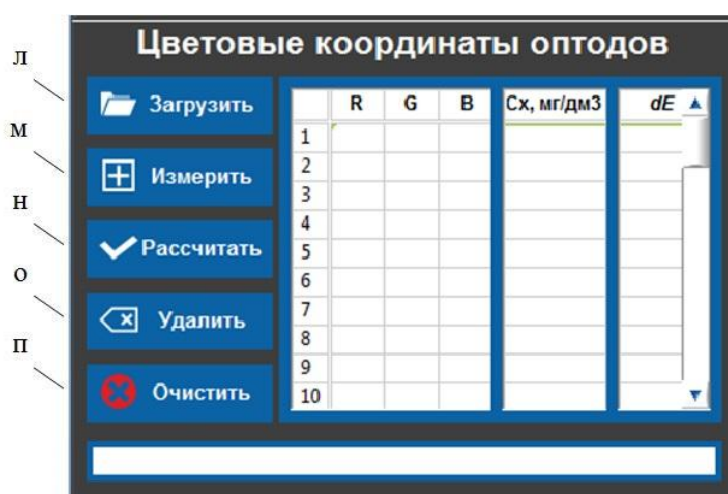 Цветовые координаты оптодов
л
Загрузить
м
Измерить
н
Рассчитать
о
Удалить
п
Очистить
R G B Сх, мг/дм3 dE
1
2
3
4
5
6
7
8
9
10